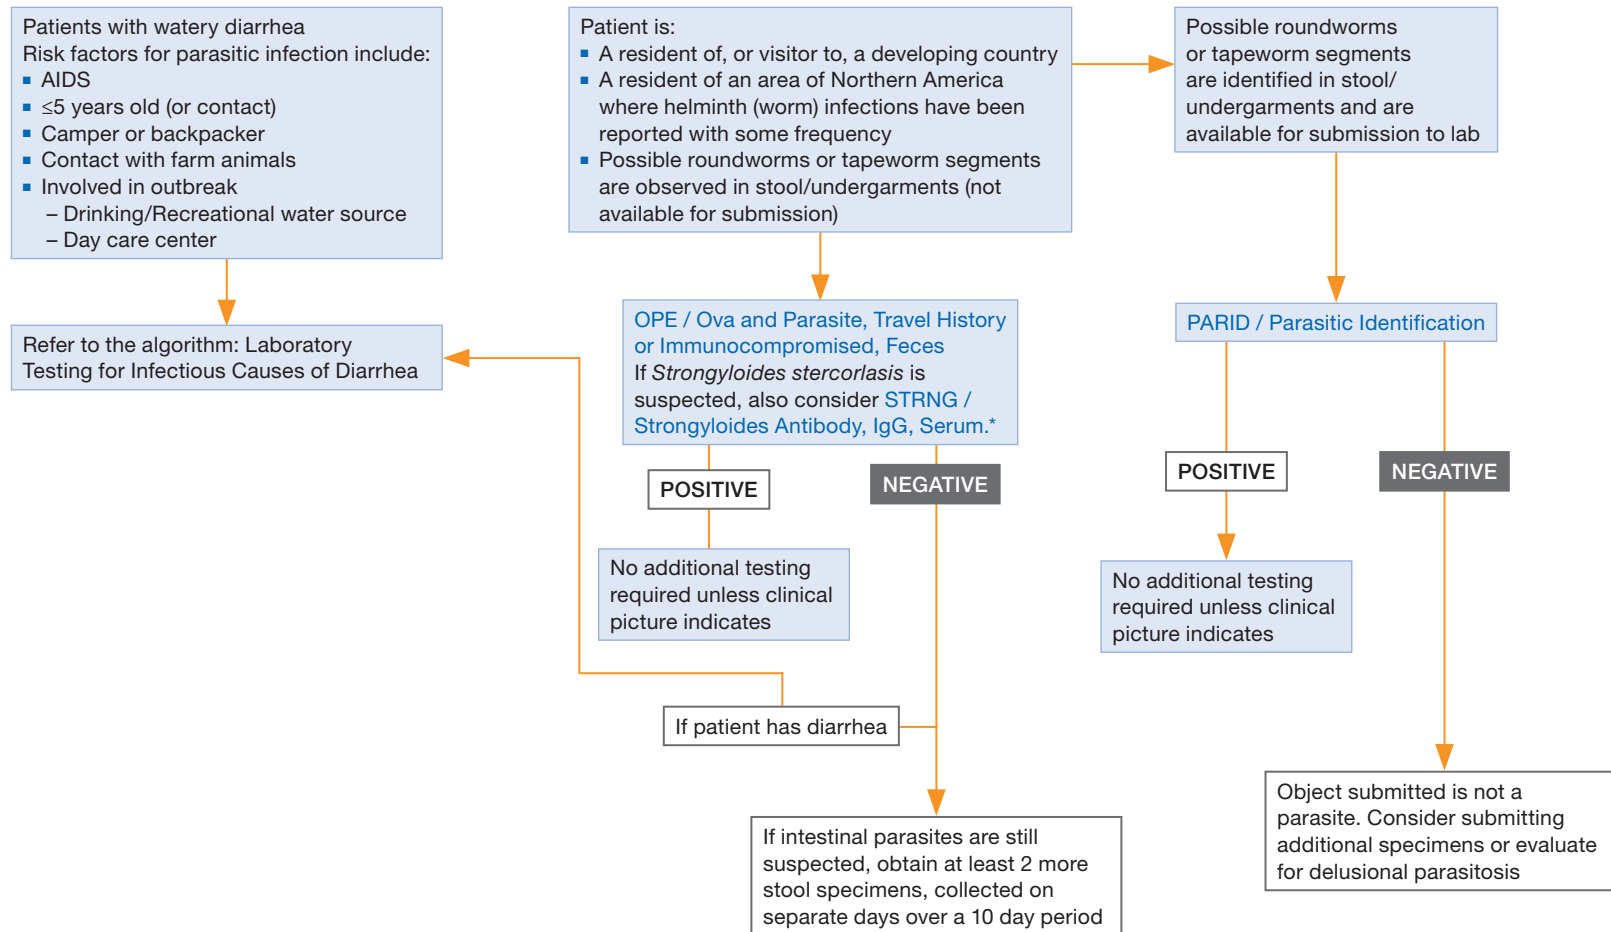 Patients with watery diarrhea
Risk factors for parasitic infection include:
▪ AIDS
▪ ≤5 years old (or contact)
▪ Camper or backpacker
▪ Contact with farm animals
▪ Involved in outbreak
– Drinking/Recreational water source
– Day care center
Refer to the algorithm: Laboratory
Testing for Infectious Causes of Diarrhea
Patient is:
▪ A resident of, or visitor to, a developing country
▪ A resident of an area of Northern America
where helminth (worm) infections have been
reported with some frequency
▪ Possible roundworms or tapeworm segments
are observed in stool/undergarments (not
available for submission)
OPE / Ova and Parasite, Travel History
or Immunocompromised, Feces
If Strongyloides stercorlasis is
suspected, also consider STRNG /
Strongyloides Antibody, IgG, Serum.*
POSITIVE
NEGATIVE
No additional testing
required unless clinical
picture indicates
If patient has diarrhea
If intestinal parasites are still
suspected, obtain at least 2 more
stool specimens, collected on
separate days over a 10 day period
Possible roundworms
or tapeworm segments
are identified in stool/
undergarments and are
available for submission to lab
PARID / Parasitic Identification
POSITIVE
NEGATIVE
No additional testing
required unless clinical
picture indicates
Object submitted is not a
parasite. Consider submitting
additional specimens or evaluate
for delusional parasitosis